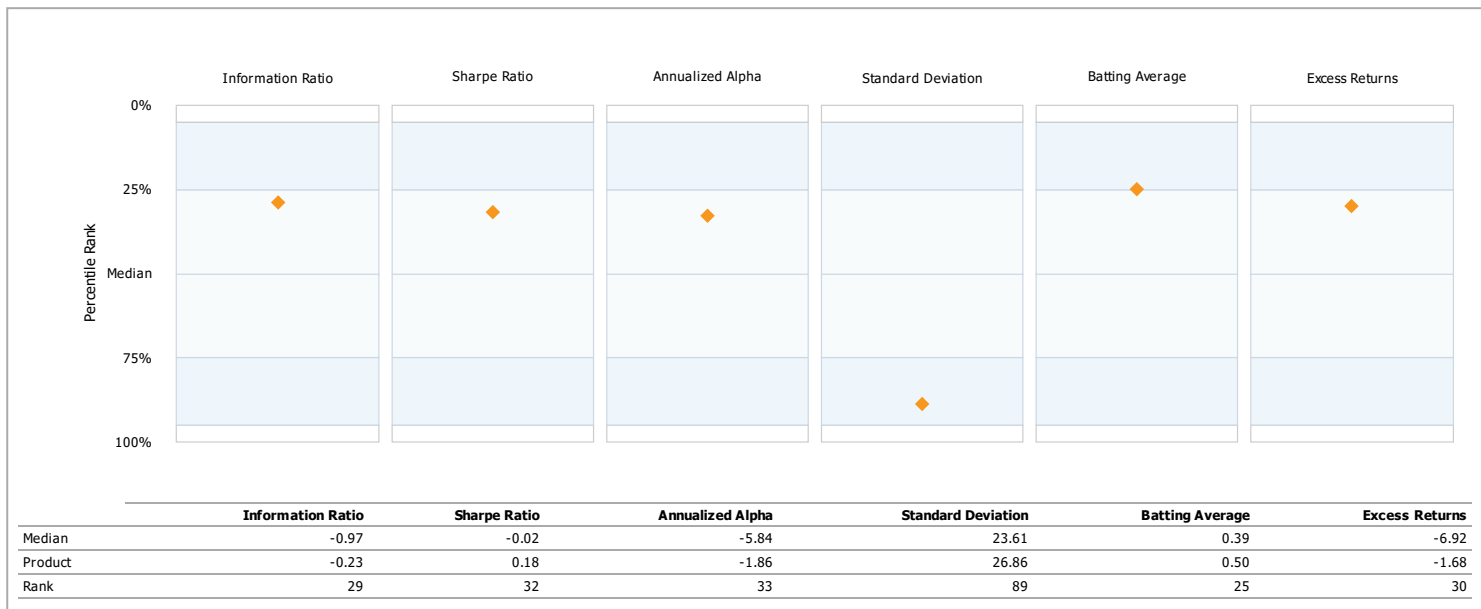 Information Ratio Sharpe Ratio Annualized Alpha Standard Deviation Batting Average Excess Returns
0%
25%
Median
75%
100%
Percentile Rank
Information Ratio Sharpe Ratio Annualized Alpha Standard Deviation Batting Average Excess Returns
Median -0.97 -0.02 -5.84 23.61 0.39 -6.92
Product -0.23 0.18 -1.86 26.86 0.50 -1.68
Rank 29 32 33 89 25 30